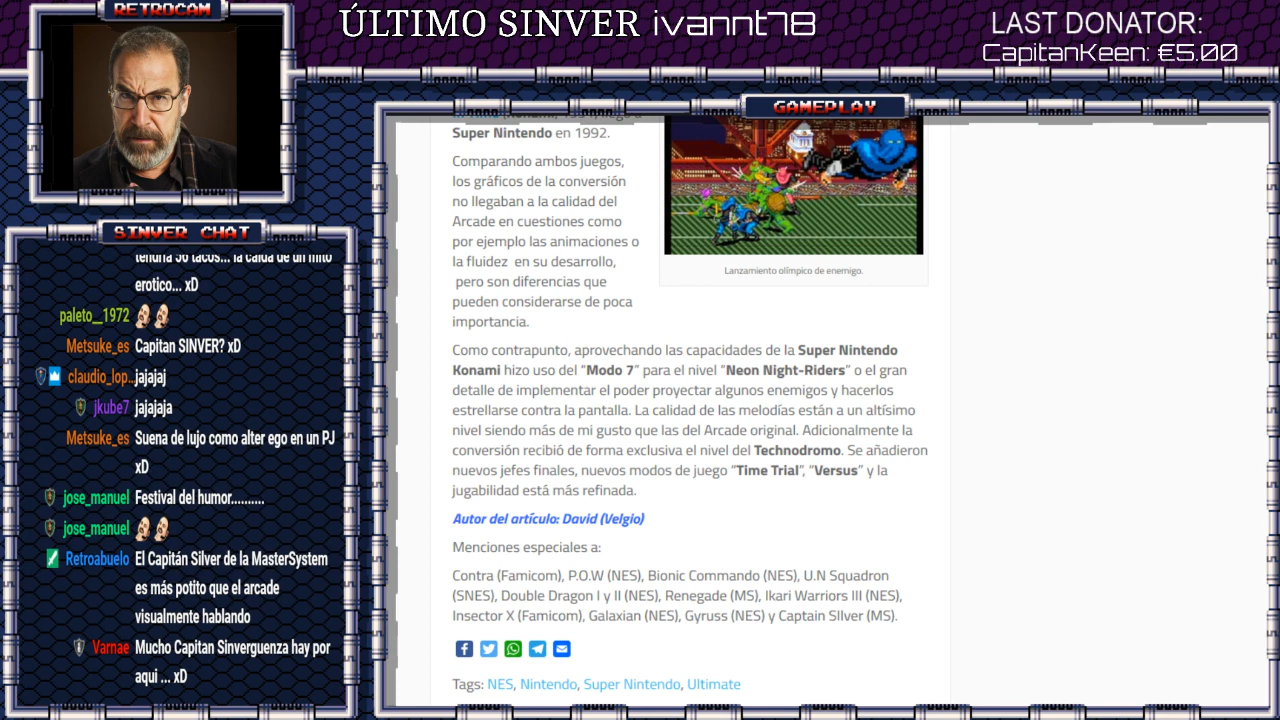 RETROCAM
ÚLTIMO SINVER ivannt78
LAST DONATOR:
CapitanKeen: €5.00
GAMEPLAY
SINVER CHAT
erotico... xD
paleto__1972
Metsuke_es Capitan SINVER? xD
claudio_lop.. jajajaj
jkube7 jajajaja
Metsuke_es Suena de lujo como alter ego en un PJ
xD
jose_manuel Festival del humor..........
jose_manuel
Retroabuelo El Capitán Silver de la MasterSystem
es más potito que el arcade
visualmente hablando
Varnae Mucho Capitan Sinverguenza hay por
aqui ... xD
Super Nintendo en 1992.
Comparando ambos juegos,
los gráficos de la conversión
no llegaban a la calidad del
Arcade en cuestiones como
por ejemplo las animaciones o
la fluidez en su desarrollo,
pero son diferencias que
pueden considerarse de poca
importancia.
Lanzamiento olímpico de enemigo.
Como contrapunto, aprovechando las capacidades de la Super Nintendo
Konami hizo uso del “Modo 7” para el nivel “Neon Night-Riders” o el gran
detalle de implementar el poder proyectar algunos enemigos y hacerlos
estrellarse contra la pantalla. La calidad de las melodías están a un altísimo
nivel siendo más de mi gusto que las del Arcade original. Adicionalmente la
conversión recibió de forma exclusiva el nivel del Technodromo. Se añadieron
nuevos jefes finales, nuevos modos de juego “Time Trial”, “Versus” y la
jugabilidad está más refinada.
Autor del artículo: David (Velgio)
Menciones especiales a:
Contra (Famicom), P.O.W (NES), Bionic Commando (NES), U.N Squadron
(SNES), Double Dragon I y II (NES), Renegade (MS), Ikari Warriors III (NES),
Insector X (Famicom), Galaxian (NES), Gyruss (NES) y Captain SIlver (MS).
Tags: NES, Nintendo, Super Nintendo, Ultimate